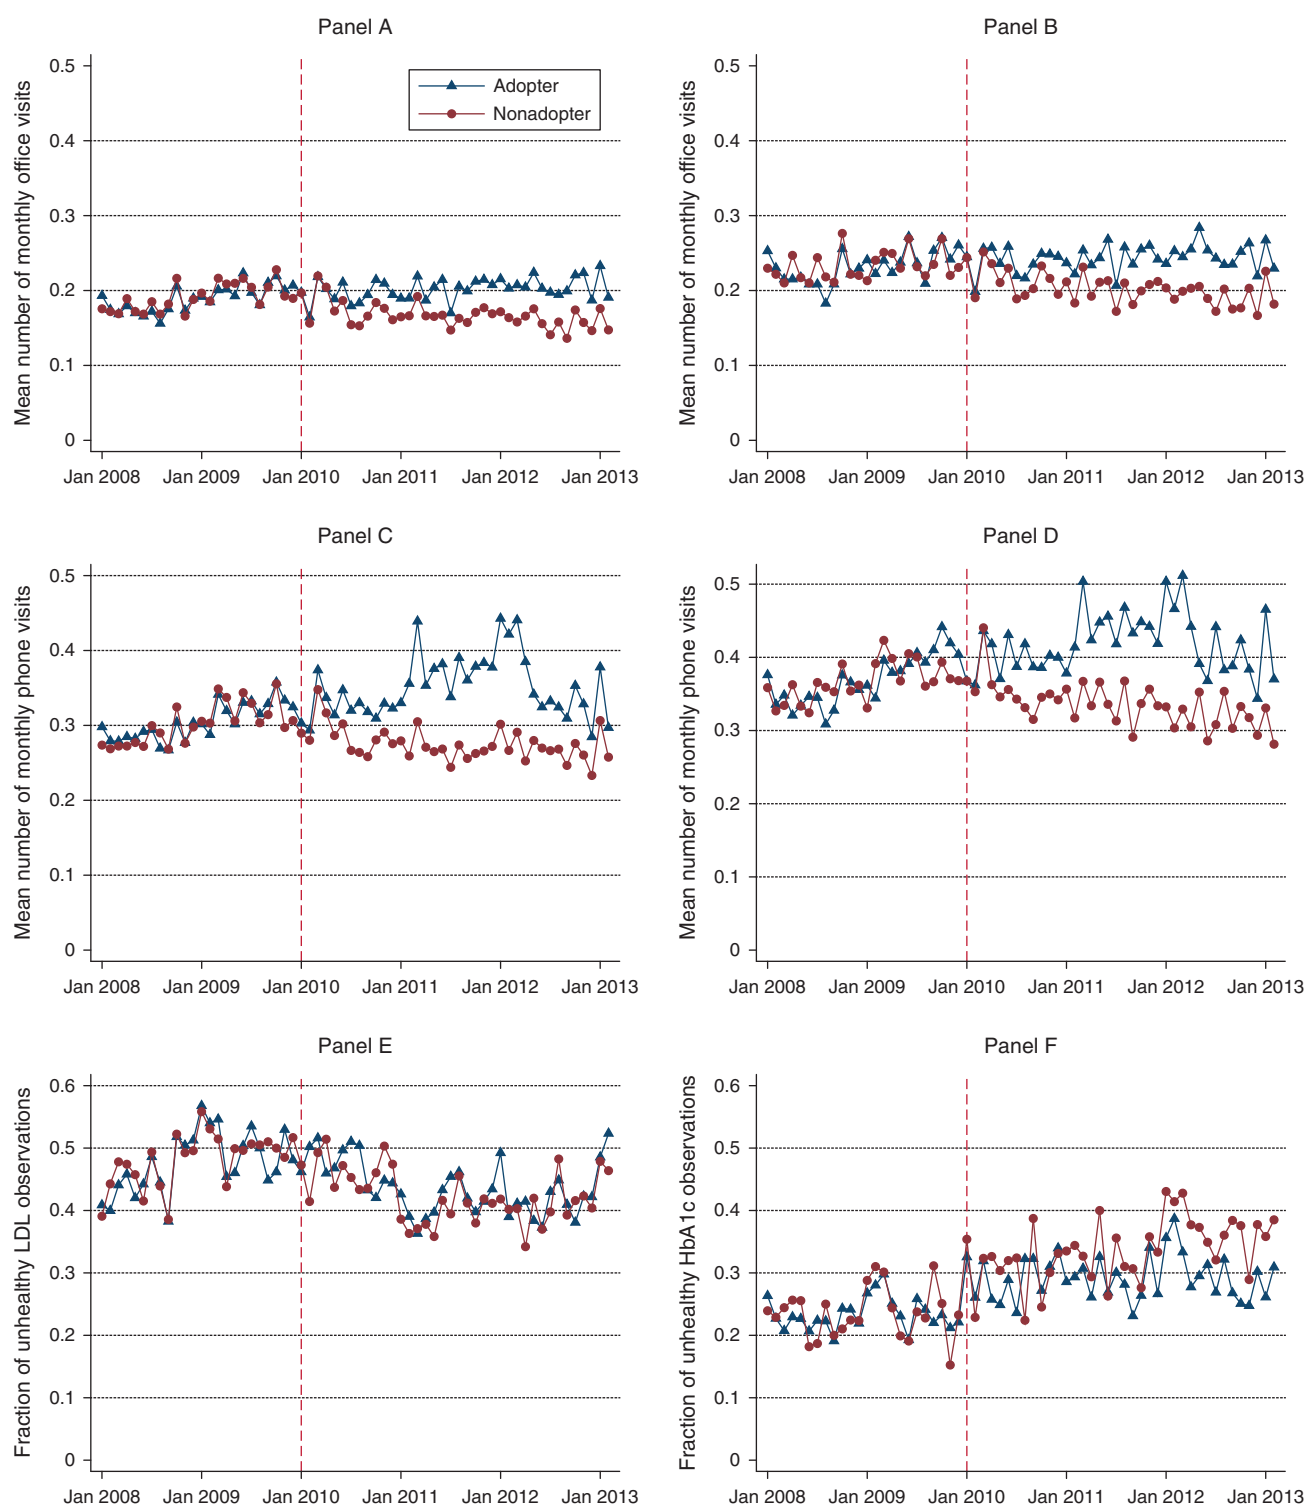 Panel A
Mean number of monthly office visits
0.5
0.4
0.3
0.2
0.1
0
Adopter
Nonadopter
Jan 2008 Jan 2009 Jan 2010 Jan 2011 Jan 2012 Jan 2013
Panel B
Mean number of monthly office visits
0.5
0.4
0.3
0.2
0.1
0
Jan 2008 Jan 2009 Jan 2010 Jan 2011 Jan 2012 Jan 2013
Panel C
Mean number of monthly phone visits
0.5
0.4
0.3
0.2
0.1
0
Jan 2008 Jan 2009 Jan 2010 Jan 2011 Jan 2012 Jan 2013
Panel D
Mean number of monthly phone visits
0.5
0.4
0.3
0.2
0.1
0
Jan 2008 Jan 2009 Jan 2010 Jan 2011 Jan 2012 Jan 2013
Panel E
Fraction of unhealthy LDL observations
0.6
0.5
0.4
0.3
0.2
0.1
0
Jan 2008 Jan 2009 Jan 2010 Jan 2011 Jan 2012 Jan 2013
Panel F
Fraction of unhealthy HbA1c observations
0.6
0.5
0.4
0.3
0.2
0.1
0
Jan 2008 Jan 2009 Jan 2010 Jan 2011 Jan 2012 Jan 2013